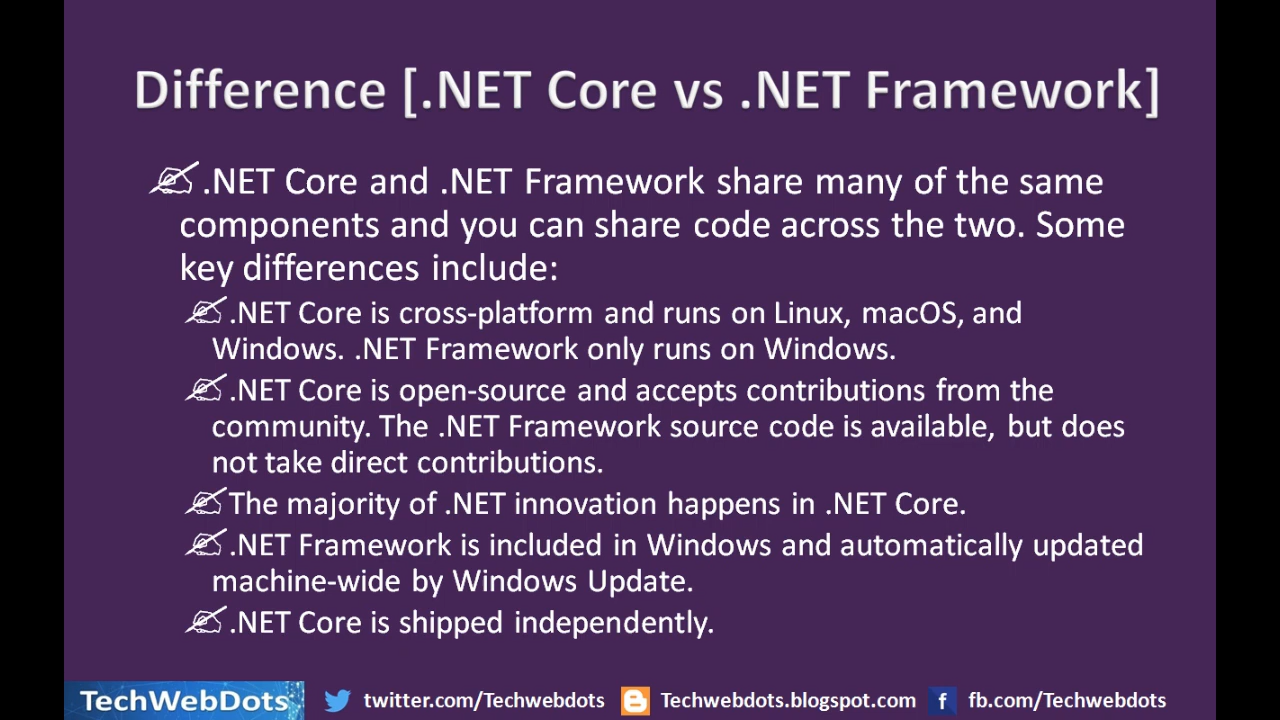 Difference [.NET Core vs .NET Framework]
.NET Core and .NET Framework share many of the same
components and you can share code across the two. Some
key differences include:
.NET Core is cross-platform and runs on Linux, macOS, and
Windows. .NET Framework only runs on Windows.
.NET Core is open-source and accepts contributions from the
community. The .NET Framework source code is available, but does
not take direct contributions.
The majority of .NET innovation happens in .NET Core.
.NET Framework is included in Windows and automatically updated
machine-wide by Windows Update.
.NET Core is shipped independently.
TechWebDots twitter.com/Techwebdots Techwebdots.blogspot.com fb.com/Techwebdots